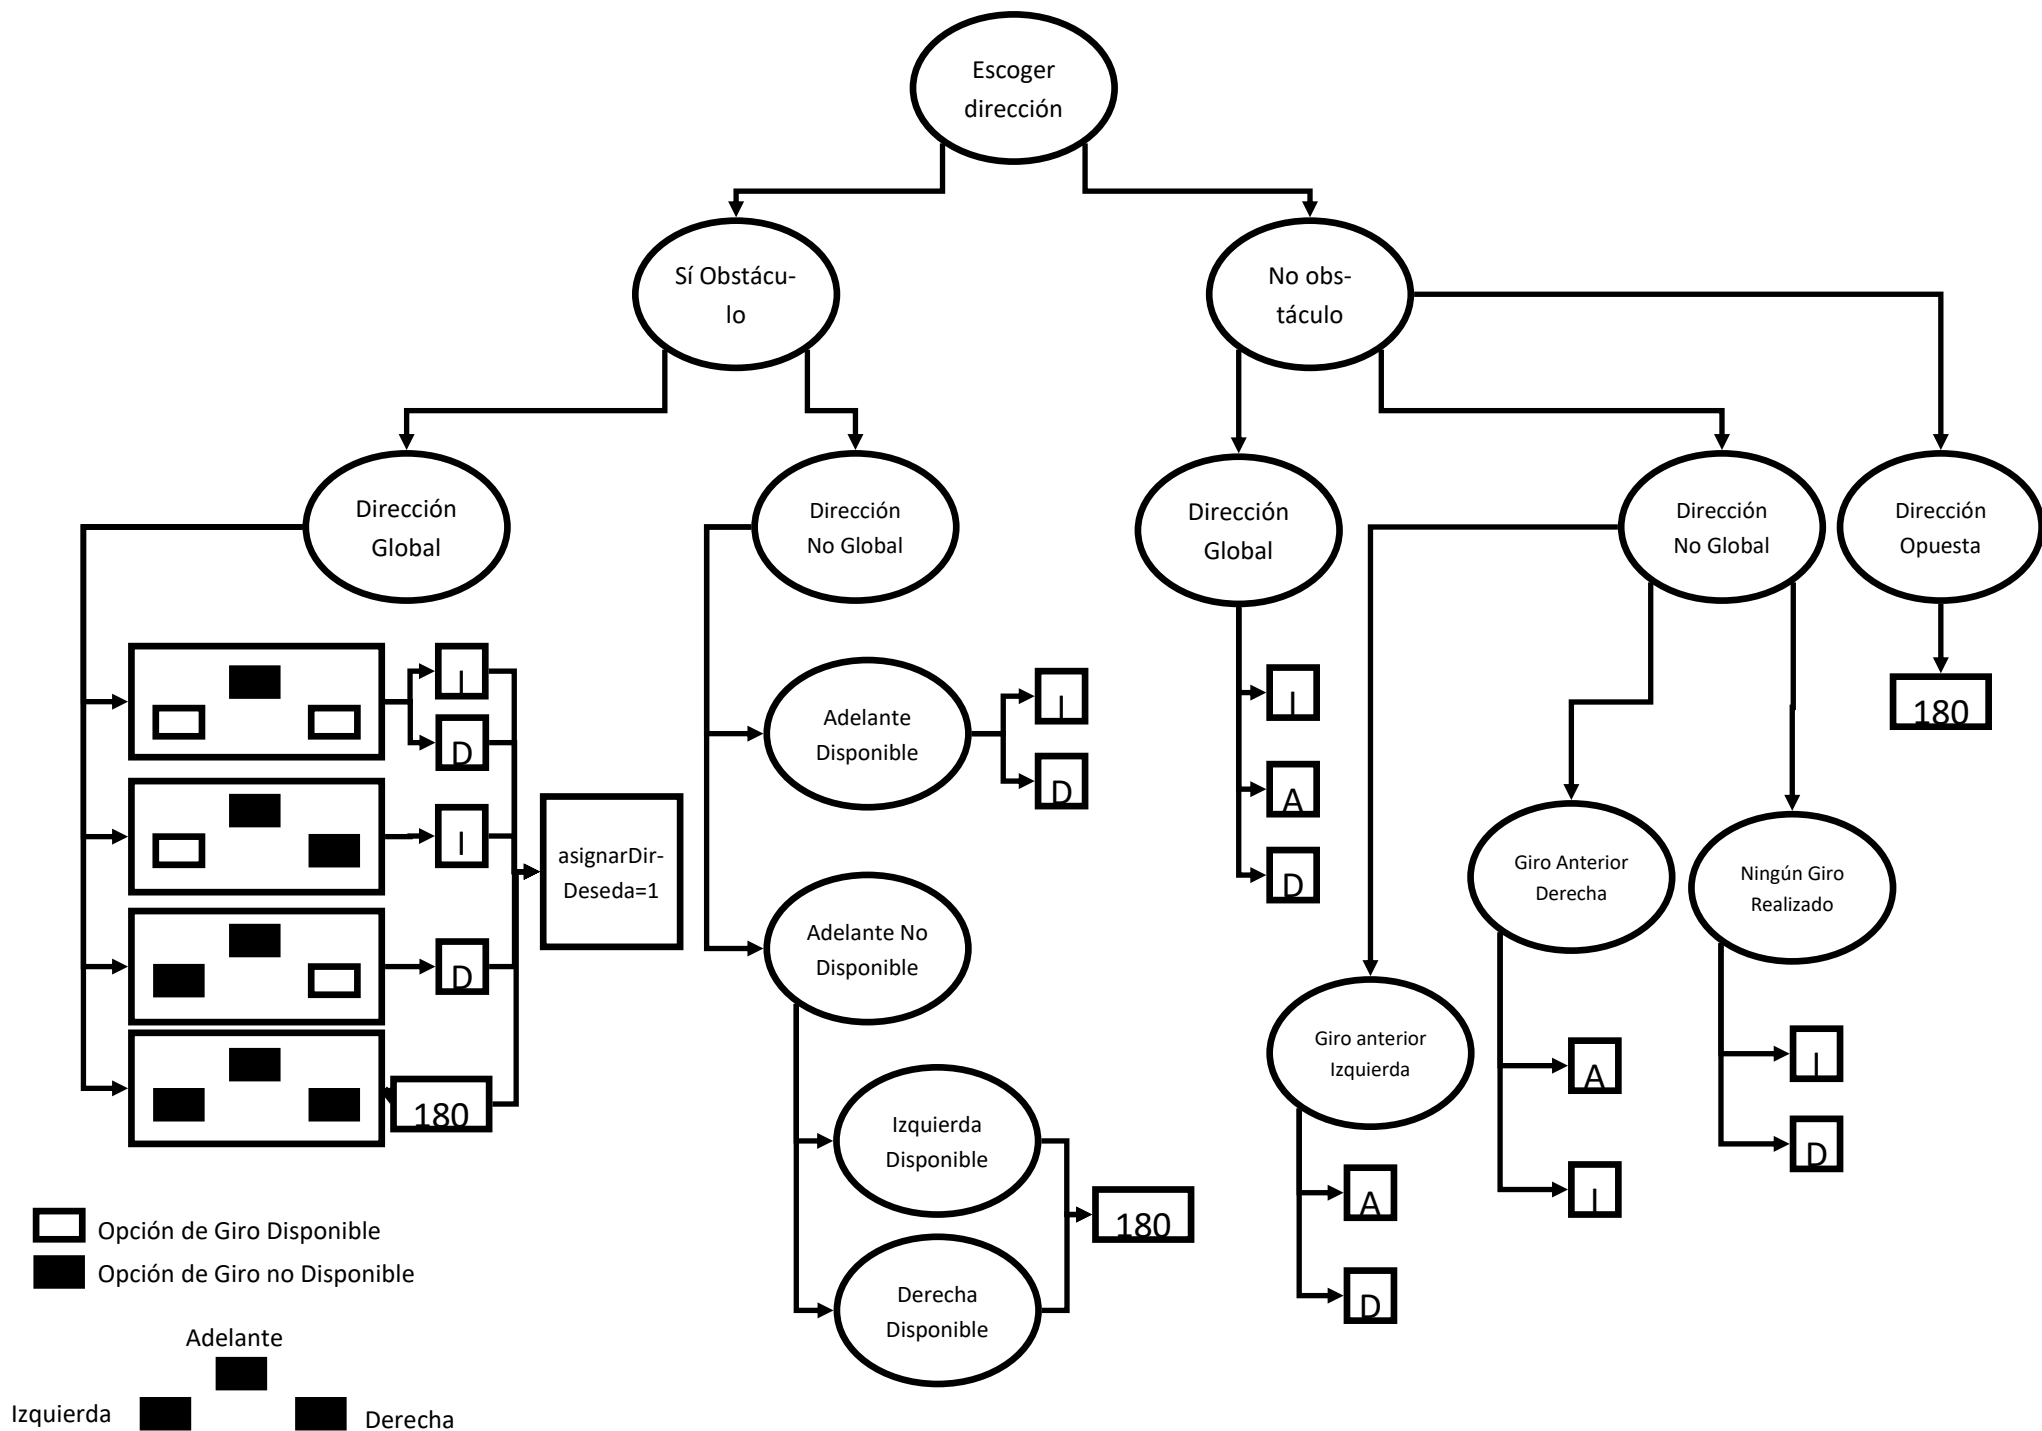 Escoger
dirección
Sí Obstácu-
lo
No obs-
táculo
Dirección
Global
Dirección
No Global
Dirección
Global
Dirección
No Global
Dirección
Opuesta
I
D
I
D
180
asignarDir-
Deseda=1
Adelante
Disponible
I
D
Adelante No
Disponible
Izquierda
Disponible
Derecha
Disponible
180
I
A
D
Giro anterior
Izquierda
A
D
Giro Anterior
Derecha
A
I
Ningún Giro
Realizado
I
D
180
Opción de Giro Disponible
Opción de Giro no Disponible
Adelante
Izquierda
Derecha